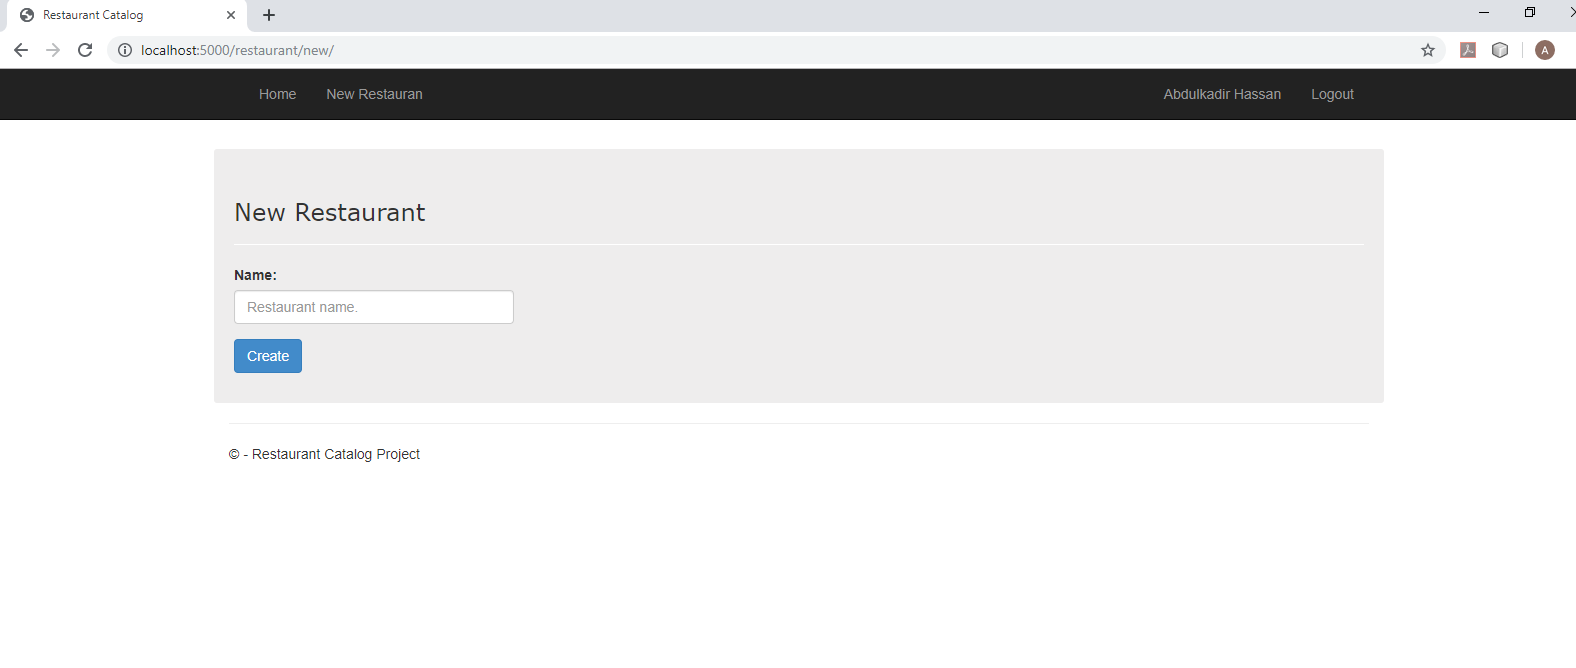 Restaurant Catalog
localhost:5000/restaurant/new/
A
Home New Restauran Abdulkadir Hassan Logout
New Restaurant
Name:
Restaurant name.
Create
© - Restaurant Catalog Project